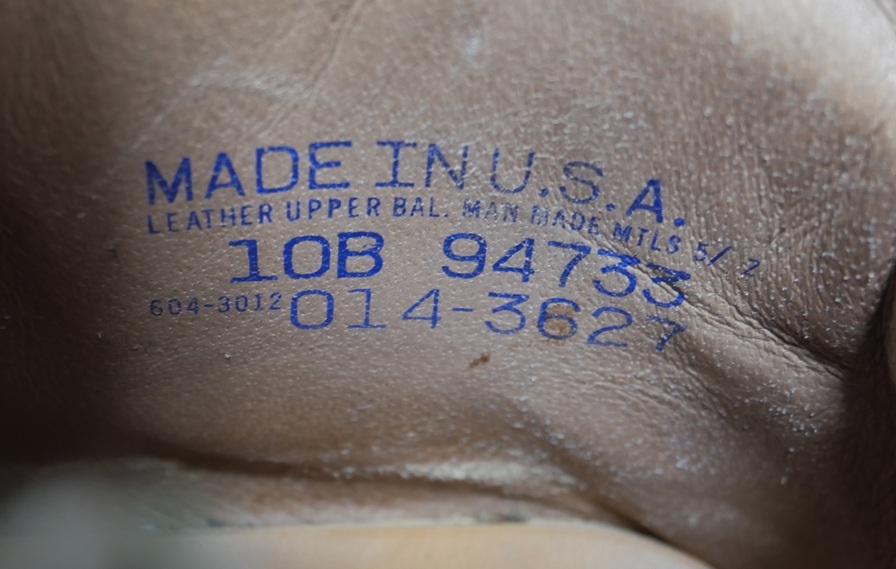 MADE IN U.S.A.
LEATHER UPPER BAL. MAN MADE MTLS 5/ 2
10B 94733
604-3012 014-3627